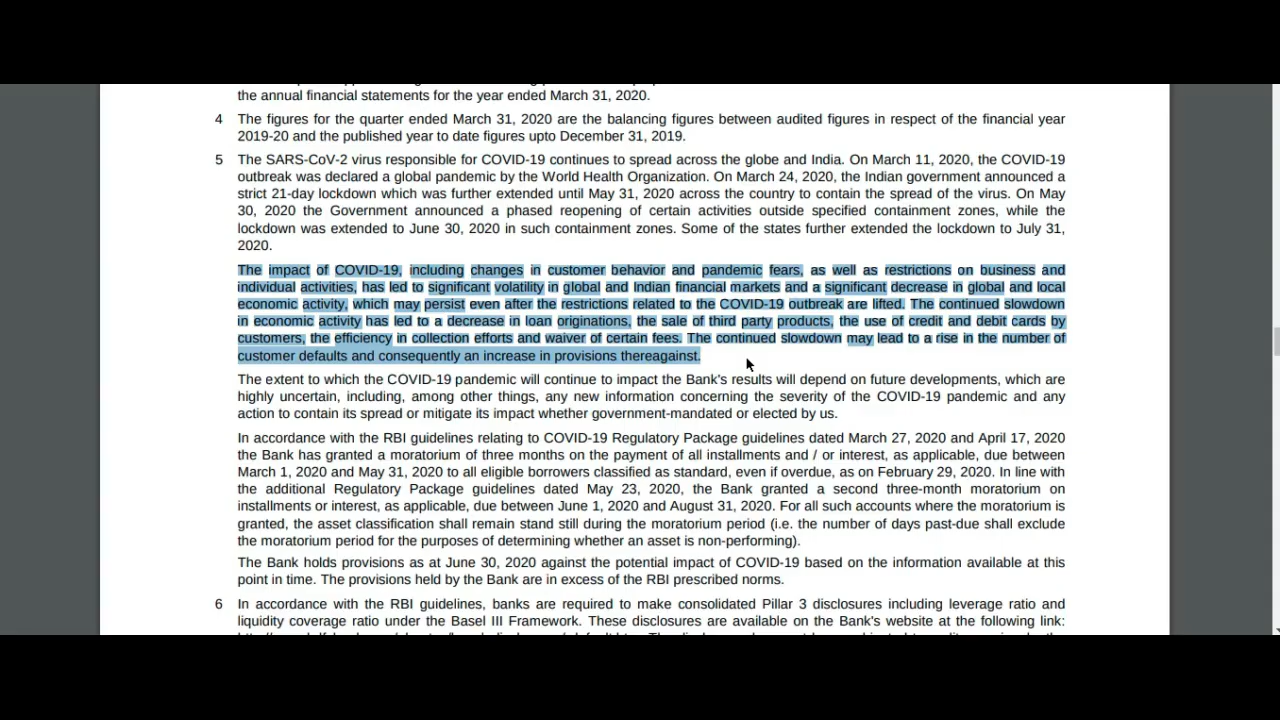 the annual financial statements for the year ended March 31, 2020.
4 The figures for the quarter ended March 31, 2020 are the balancing figures between audited figures in respect of the financial year
2019-20 and the published year to date figures upto December 31, 2019.
5 The SARS-CoV-2 virus responsible for COVID-19 continues to spread across the globe and India. On March 11, 2020, the COVID-19
outbreak was declared a global pandemic by the World Health Organization. On March 24, 2020, the Indian government announced a
strict 21-day lockdown which was further extended until May 31, 2020 across the country to contain the spread of the virus. On May
30, 2020 the Government announced a phased reopening of certain activities outside specified containment zones, while the
lockdown was extended to June 30, 2020 in such containment zones. Some of the states further extended the lockdown to July 31,
2020.
The impact of COVID-19, including changes in customer behavior and pandemic fears, as well as restrictions on business and
individual activities, has led to significant volatility in global and Indian financial markets and a significant decrease in global and local
economic activity, which may persist even after the restrictions related to the COVID-19 outbreak are lifted. The continued slowdown
in economic activity has led to a decrease in loan originations, the sale of third party products, the use of credit and debit cards by
customers, the efficiency in collection efforts and waiver of certain fees. The continued slowdown may lead to a rise in the number of
customer defaults and consequently an increase in provisions thereagainst.
The extent to which the COVID-19 pandemic will continue to impact the Bank's results will depend on future developments, which are
highly uncertain, including, among other things, any new information concerning the severity of the COVID-19 pandemic and any
action to contain its spread or mitigate its impact whether government-mandated or elected by us.
In accordance with the RBI guidelines relating to COVID-19 Regulatory Package guidelines dated March 27, 2020 and April 17, 2020
the Bank has granted a moratorium of three months on the payment of all installments and / or interest, as applicable, due between
March 1, 2020 and May 31, 2020 to all eligible borrowers classified as standard, even if overdue, as on February 29, 2020. In line with
the additional Regulatory Package guidelines dated May 23, 2020, the Bank granted a second three-month moratorium on
installments or interest, as applicable, due between June 1, 2020 and August 31, 2020. For all such accounts where the moratorium is
granted, the asset classification shall remain stand still during the moratorium period (i.e. the number of days past-due shall exclude
the moratorium period for the purposes of determining whether an asset is non-performing).
The Bank holds provisions as at June 30, 2020 against the potential impact of COVID-19 based on the information available at this
point in time. The provisions held by the Bank are in excess of the RBI prescribed norms.
6 In accordance with the RBI guidelines, banks are required to make consolidated Pillar 3 disclosures including leverage ratio and
liquidity coverage ratio under the Basel III Framework. These disclosures are available on the Bank's website at the following link: